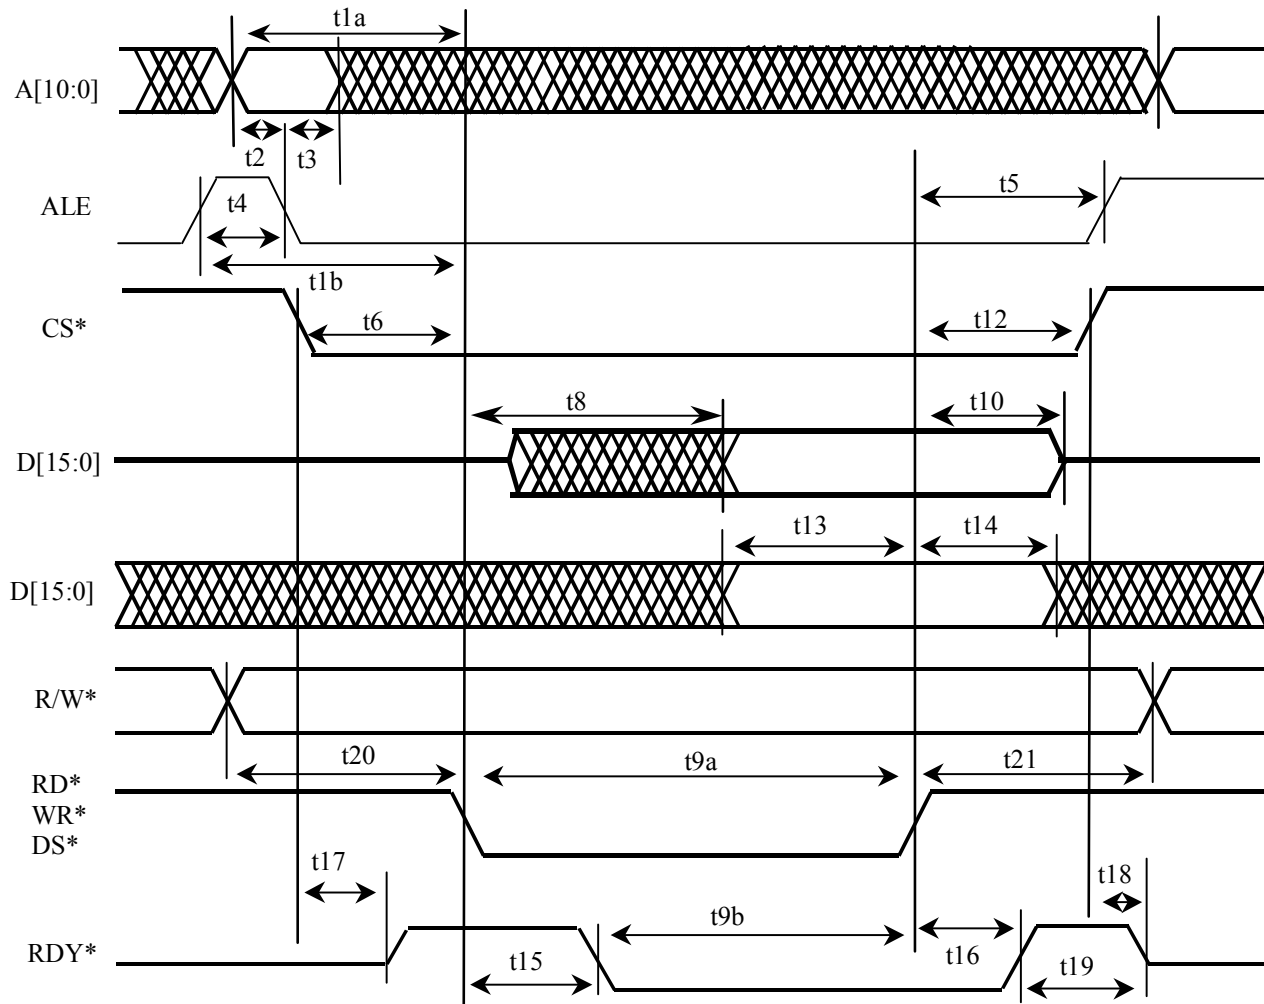 t1a
A[10:0]
t2
t3
ALE
t4
t5
t1b
CS*
t6
t12
t8
t10
D[15:0]
t13
t14
D[15:0]
R/W*
t20
t9a
t21
RD*
WR*
DS*
t17
t18
t9b
RDY*
t15
t16
t19